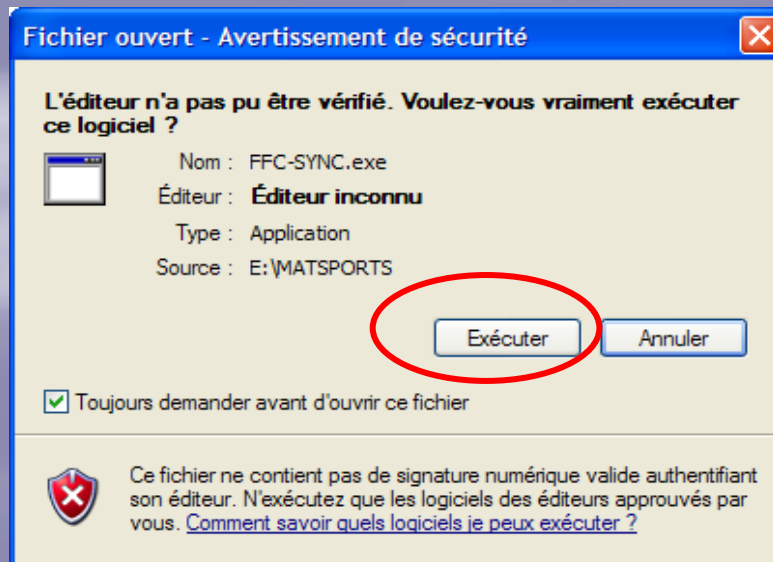 Fichier ouvert - Avertissement de sécurité
L'éditeur n'a pas pu être vérifié. Voulez-vous vraiment exécuter
ce logiciel ?
Nom : FFC-SYNC.exe
Éditeur : Éditeur inconnu
Type : Application
Source : E:\MATSPORTS
Exécuter Annuler
Toujours demander avant d'ouvrir ce fichier
Ce fichier ne contient pas de signature numérique valide authentifiant
son éditeur. N'exécutez que les logiciels des éditeurs approuvés par
vous. Comment savoir quels logiciels je peux exécuter ?